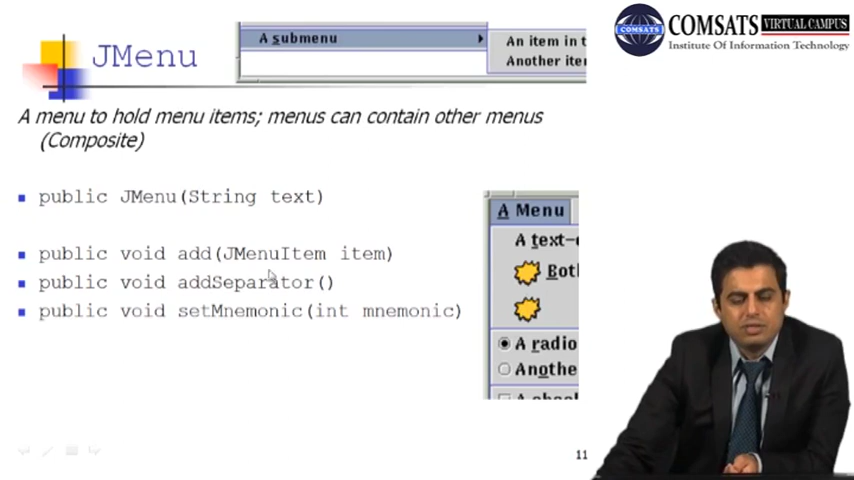 A submenu
An item in t
Another iter
COMSATS VIRTUAL CAMPUS
Institute Of Information Technology
COMSATS
JMenu
A menu to hold menu items; menus can contain other menus
(Composite)
public JMenu(String text)
public void add(JMenuItem item)
public void addSeparator()
public void setMnemonic(int mnemonic)
A Menu
A text-
Both
A radio
Anothe
11